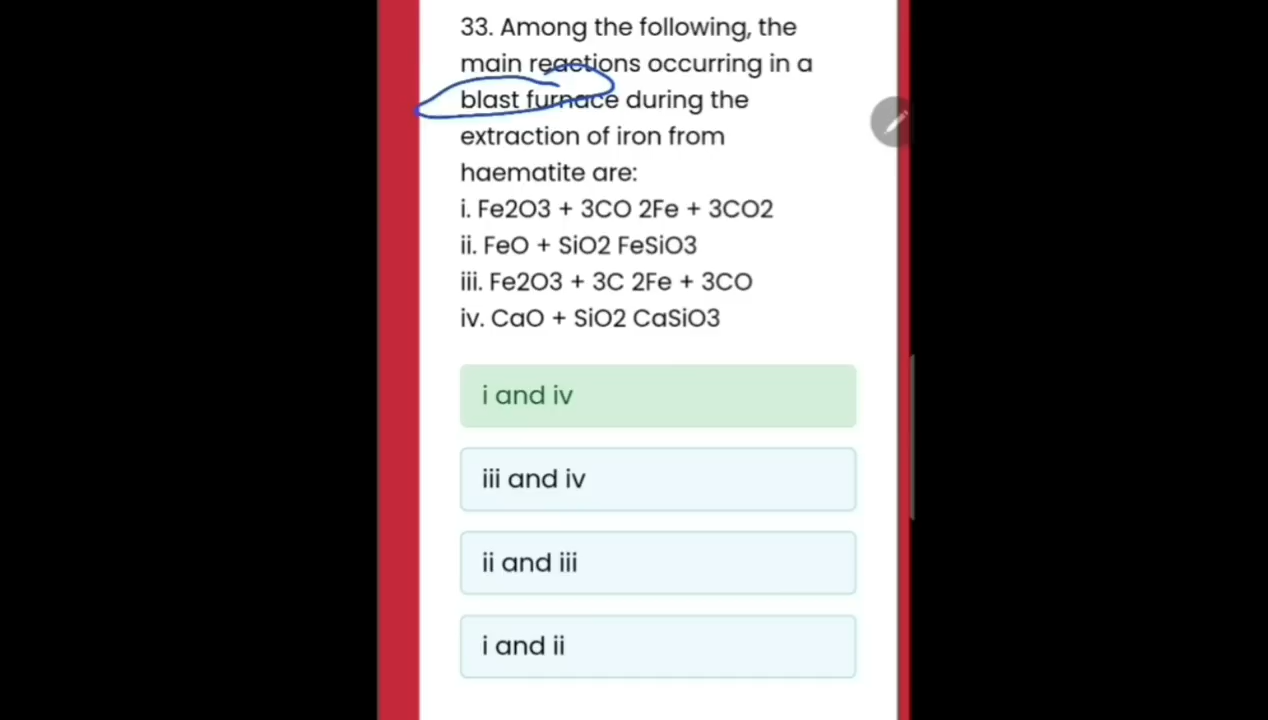 33. Among the following, the
main reactions occurring in a
blast furnace during the
extraction of iron from
haematite are:
i. Fe2O3 + 3CO 2Fe + 3CO2
ii. FeO + SiO2 FeSiO3
iii. Fe2O3 + 3C 2Fe + 3CO
iv. CaO + SiO2 CaSiO3
i and iv
iii and iv
ii and iii
i and ii